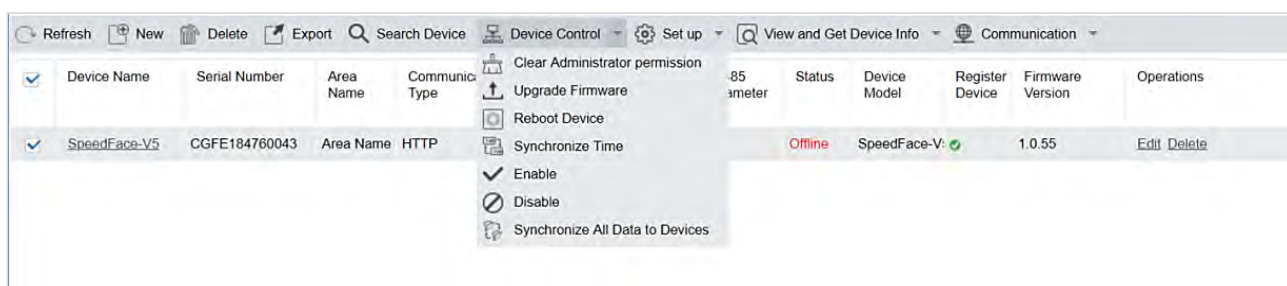 Refresh New Delete Export Search Device Device Control Set up View and Get Device Info Communication
Device Name Serial Number Area Name Communica Type 85 ameter Status Device Model Register Device Firmware Version Operations
SpeedFace-V5 CGFE184760043 Area Name HTTP Offline SpeedFace-V 1.0.55 Edit Delete
Clear Administrator permission
Upgrade Firmware
Reboot Device
Synchronize Time
Enable
Disable
Synchronize All Data to Devices